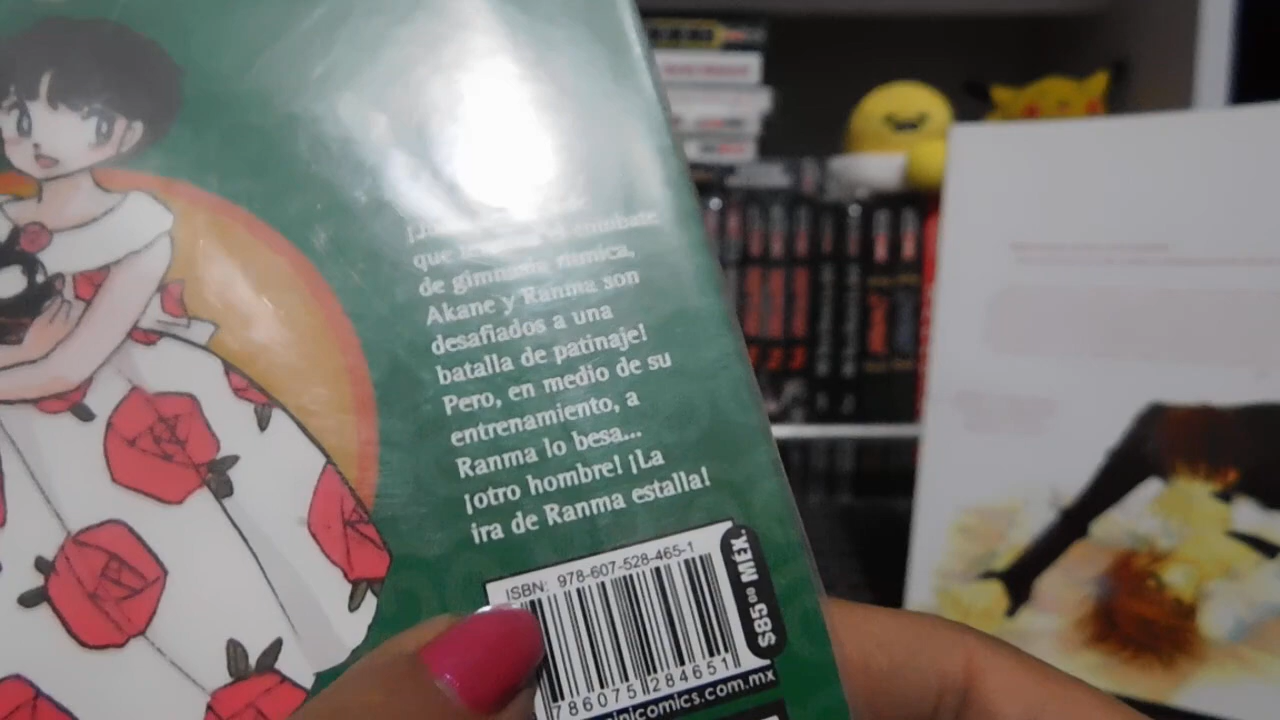 combate
que
de gimnasia rítmica,
Akane y Ranma son
desafiados a una
batalla de patinaje!
Pero, en medio de su
entrenamiento, a
Ranma lo besa...
¡otro hombre! ¡La
ira de Ranma estalla!
ISBN: 978-607-528-465-1
$85.00 MEX.
786075 284651
inicomics.com.mx